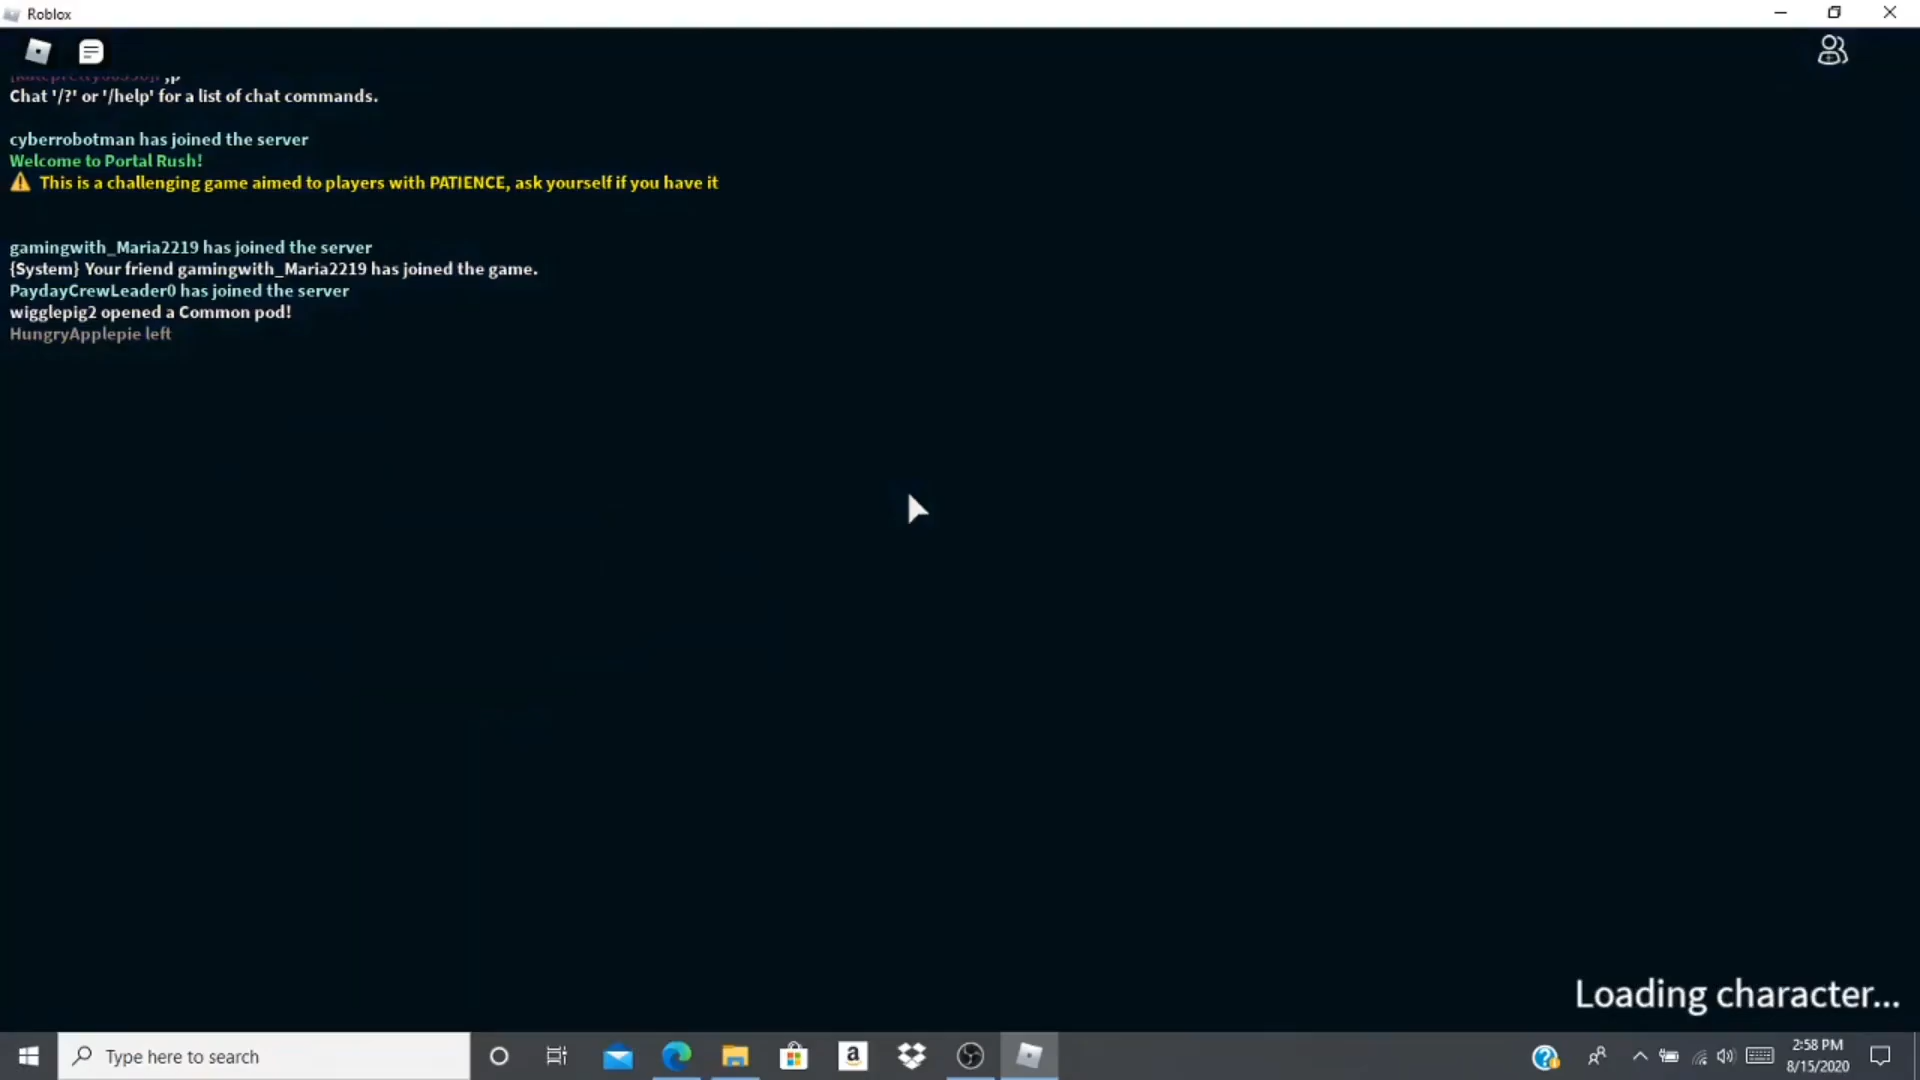 Roblox
Chat '/?' or '/help' for a list of chat commands.
cyberrobotman has joined the server
Welcome to Portal Rush!
⚠ This is a challenging game aimed to players with PATIENCE, ask yourself if you have it
gamingwith_Maria2219 has joined the server
{System} Your friend gamingwith_Maria2219 has joined the game.
PaydayCrewLeader0 has joined the server
wigglepig2 opened a Common pod!
HungryApplepie left
Loading character...
Type here to search
2:58 PM
8/15/2020